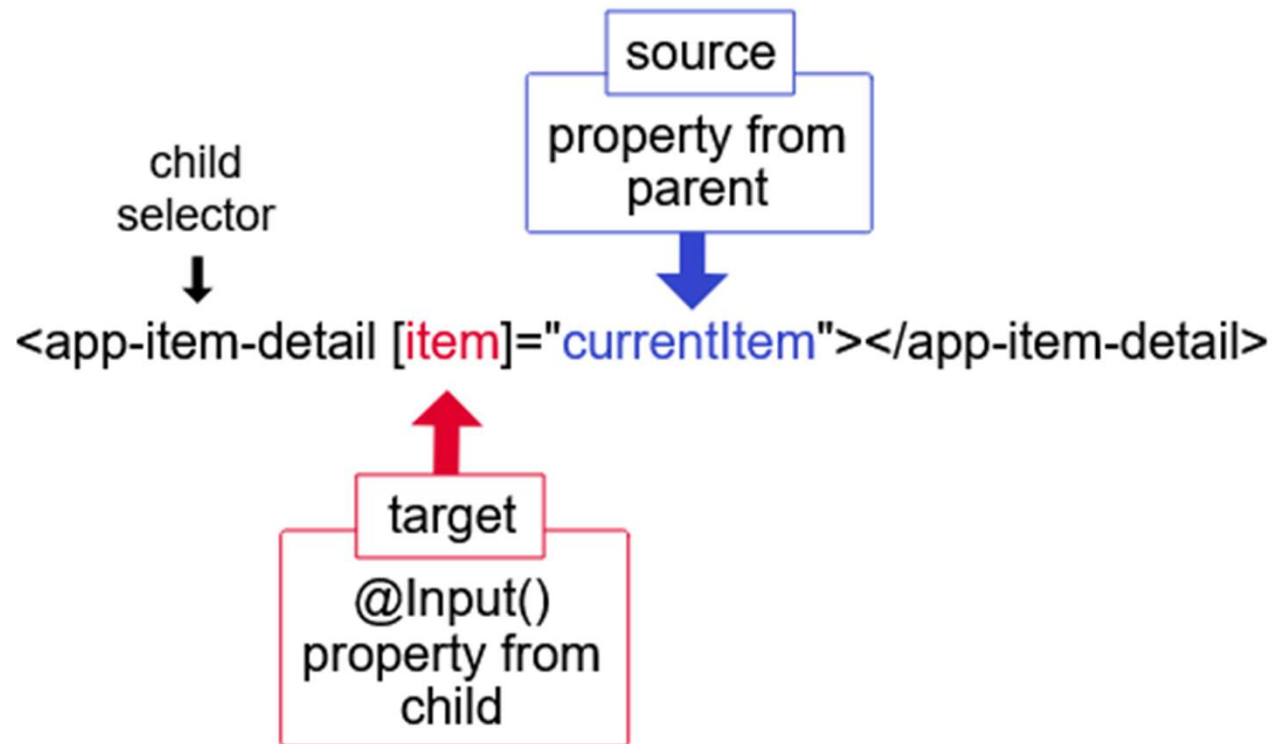 source
property from
parent
child
selector
<app-item-detail [item]="currentItem"></app-item-detail>
target
@Input()
property from
child